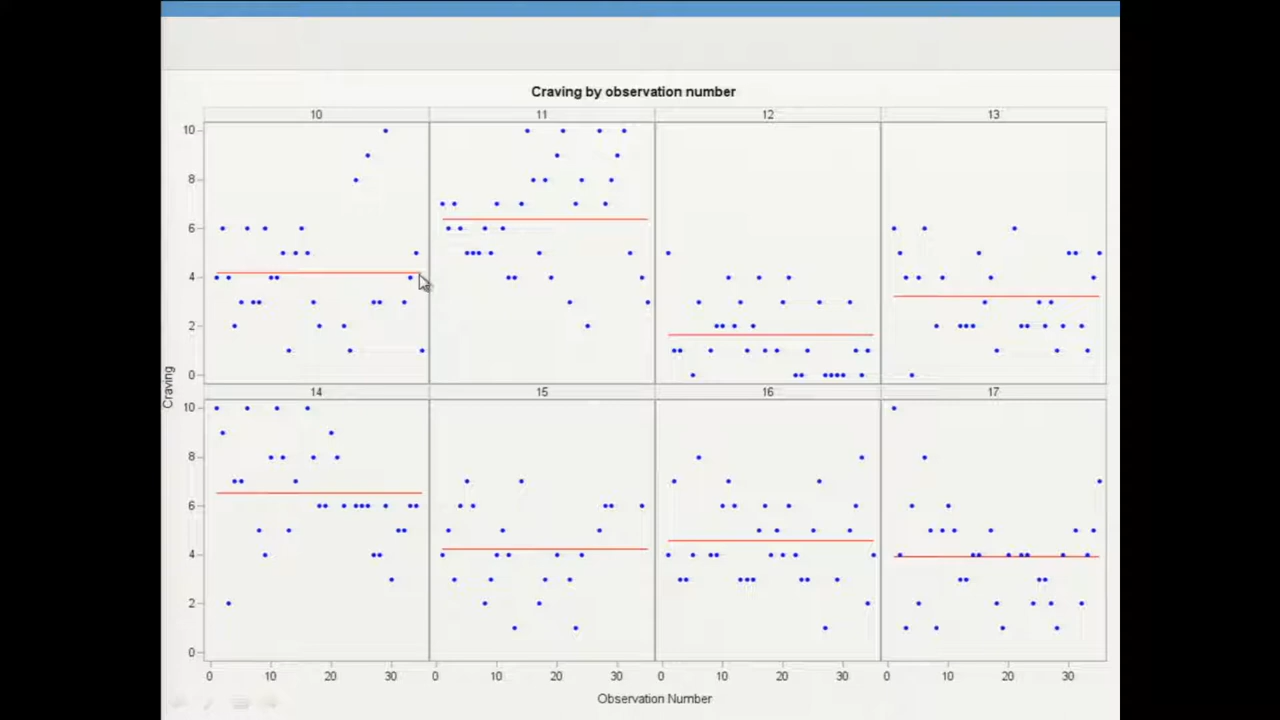 Craving by observation number
10 11 12 13
10
8
6
4
2
0
14 15 16 17
10
8
6
4
2
0
Craving
0 10 20 30 0 10 20 30 0 10 20 30 0 10 20 30
Observation Number